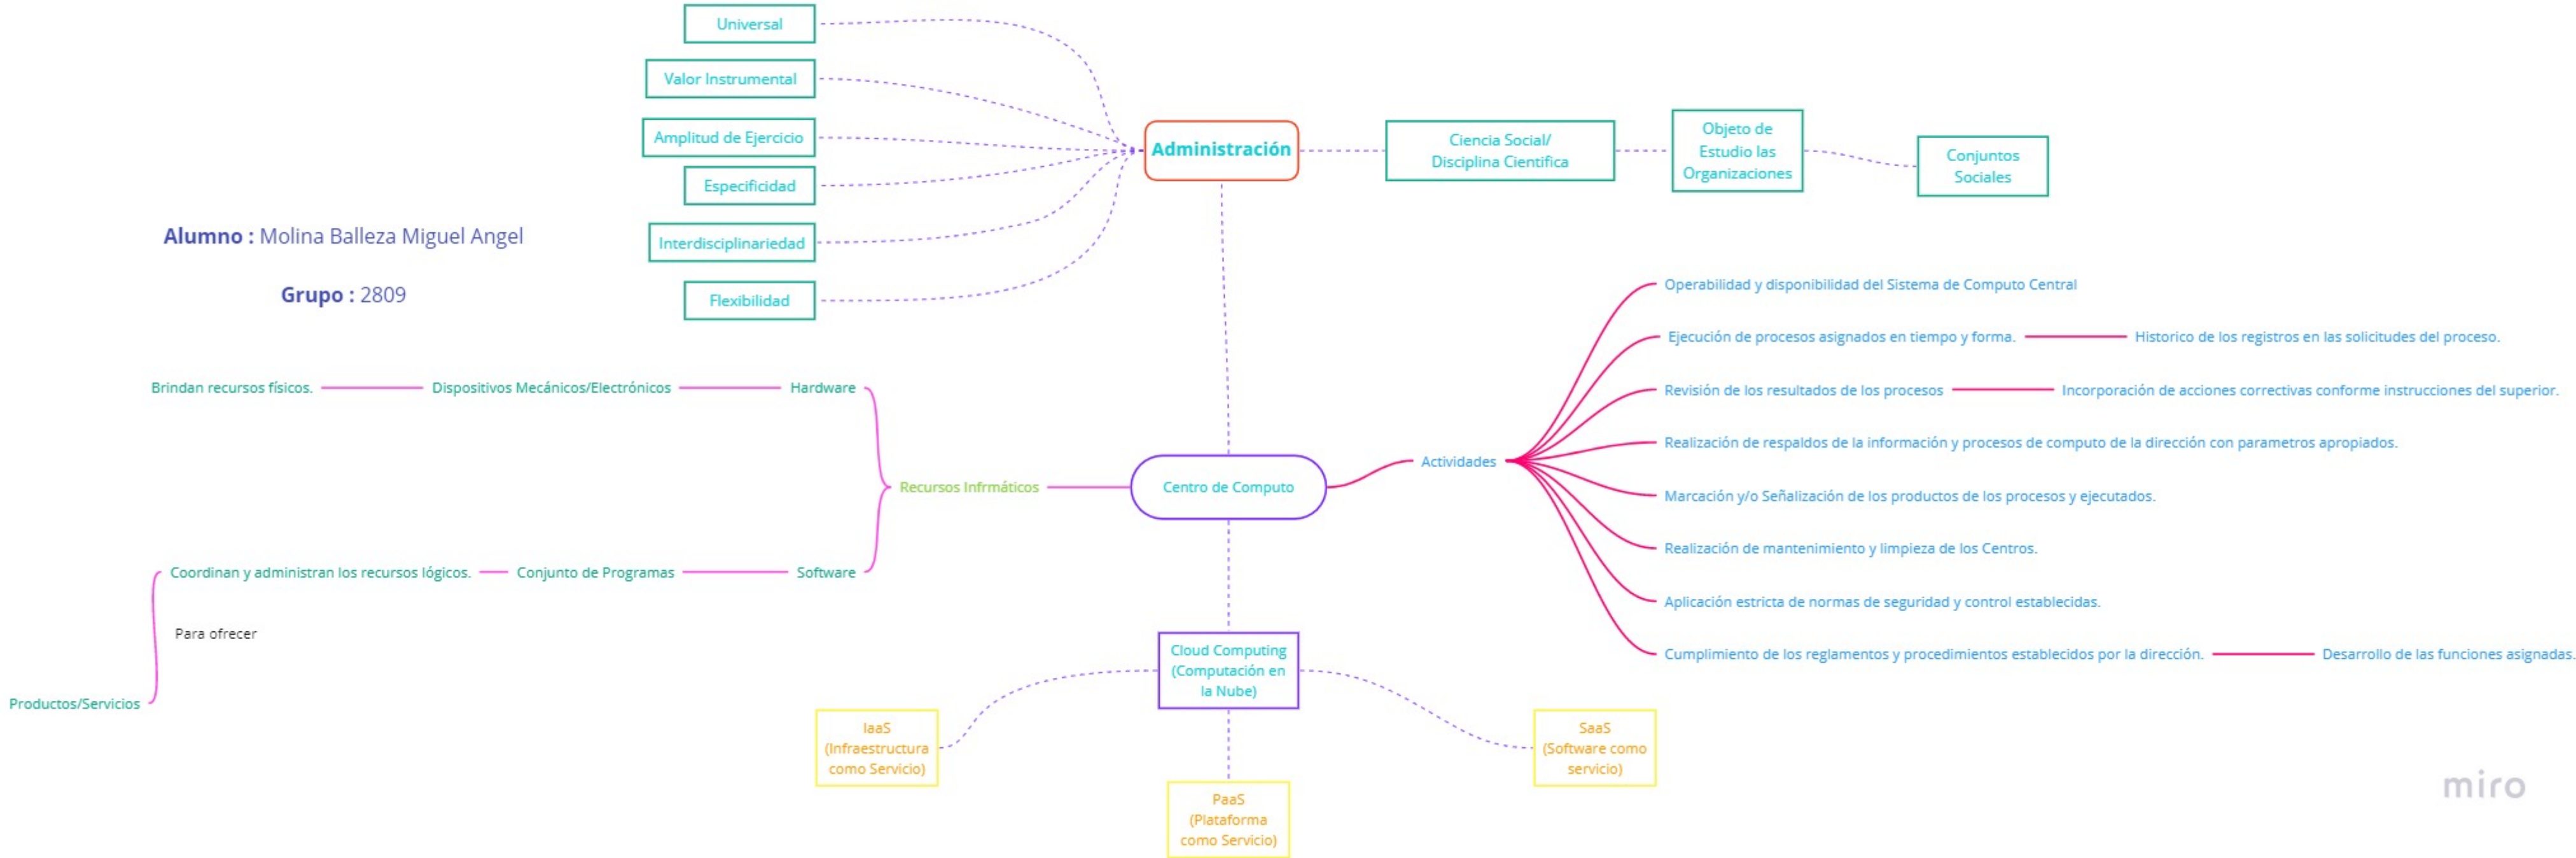 Universal
Valor Instrumental
Amplitud de Ejercicio
Especificidad
Interdisciplinariedad
Flexibilidad
Administración
Ciencia Social/
Disciplina Cientifica
Objeto de
Estudio las
Organizaciones
Conjuntos
Sociales
Alumno : Molina Balleza Miguel Angel
Grupo : 2809
Brindan recursos físicos.
Dispositivos Mecánicos/Electrónicos
Hardware
Recursos Infrmáticos
Coordinan y administran los recursos lógicos.
Conjunto de Programas
Software
Para ofrecer
Productos/Servicios
Centro de Computo
Actividades
Operabilidad y disponibilidad del Sistema de Computo Central
Ejecución de procesos asignados en tiempo y forma.
Historico de los registros en las solicitudes del proceso.
Revisión de los resultados de los procesos
Incorporación de acciones correctivas conforme instrucciones del superior.
Realización de respaldos de la información y procesos de computo de la dirección con parametros apropiados.
Marcación y/o Señalización de los productos de los procesos y ejecutados.
Realización de mantenimiento y limpieza de los Centros.
Aplicación estricta de normas de seguridad y control establecidas.
Cumplimiento de los reglamentos y procedimientos establecidos por la dirección.
Desarrollo de las funciones asignadas.
Cloud Computing
(Computación en
la Nube)
IaaS
(Infraestructura
como Servicio)
PaaS
(Plataforma
como Servicio)
SaaS
(Software como
servicio)
miro